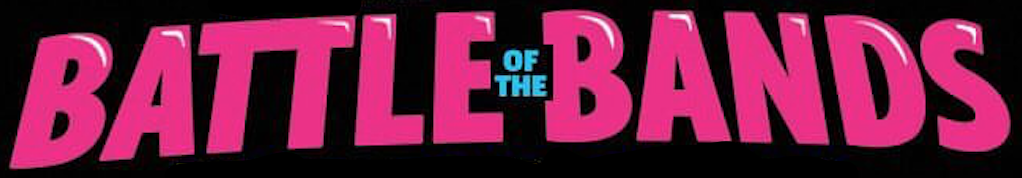 BATTLE OF THE BANDS